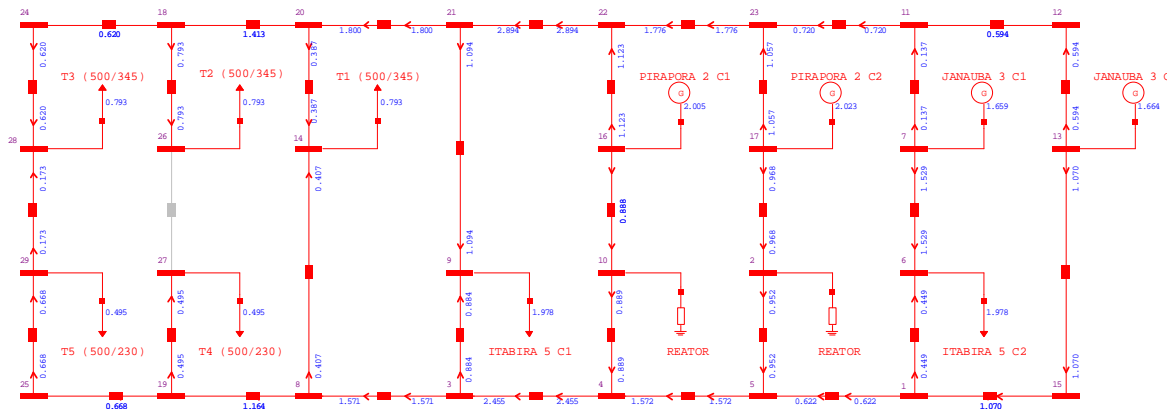 24 18 20 21 22 23 11 12
0.620 1.413 1.800 1.800 2.894 2.894 1.776 1.776 0.720 0.720 0.594
0.620 0.793 0.387 1.094 1.123 1.057 0.137 0.594
T3 (500/345) T2 (500/345) T1 (500/345) PIRAPORA 2 C1 PIRAPORA 2 C2 JANAUBA 3 C1 JANAUBA 3 C
G G G G
0.793 0.793 0.793 2.005 2.023 1.659 1.664
0.620 0.793 0.387 1.123 1.057 0.137 0.594
28 26 14 16 17 7 13
0.173 0.407 0.968 1.529 1.070
0.888
0.173 1.094 0.968 1.529
29 27 9 10 2 6
0.668 0.495 0.884 0.889 0.952 0.449
0.495 0.495 1.978 1.978
T5 (500/230) T4 (500/230) ITABIRA 5 C1 REATOR REATOR ITABIRA 5 C2
0.668 0.495 0.407 0.884 0.889 0.952 0.449 1.070
25 19 8 3 4 5 1 15
0.668 1.164 1.571 1.571 2.455 2.455 1.572 1.572 0.622 0.622 1.070